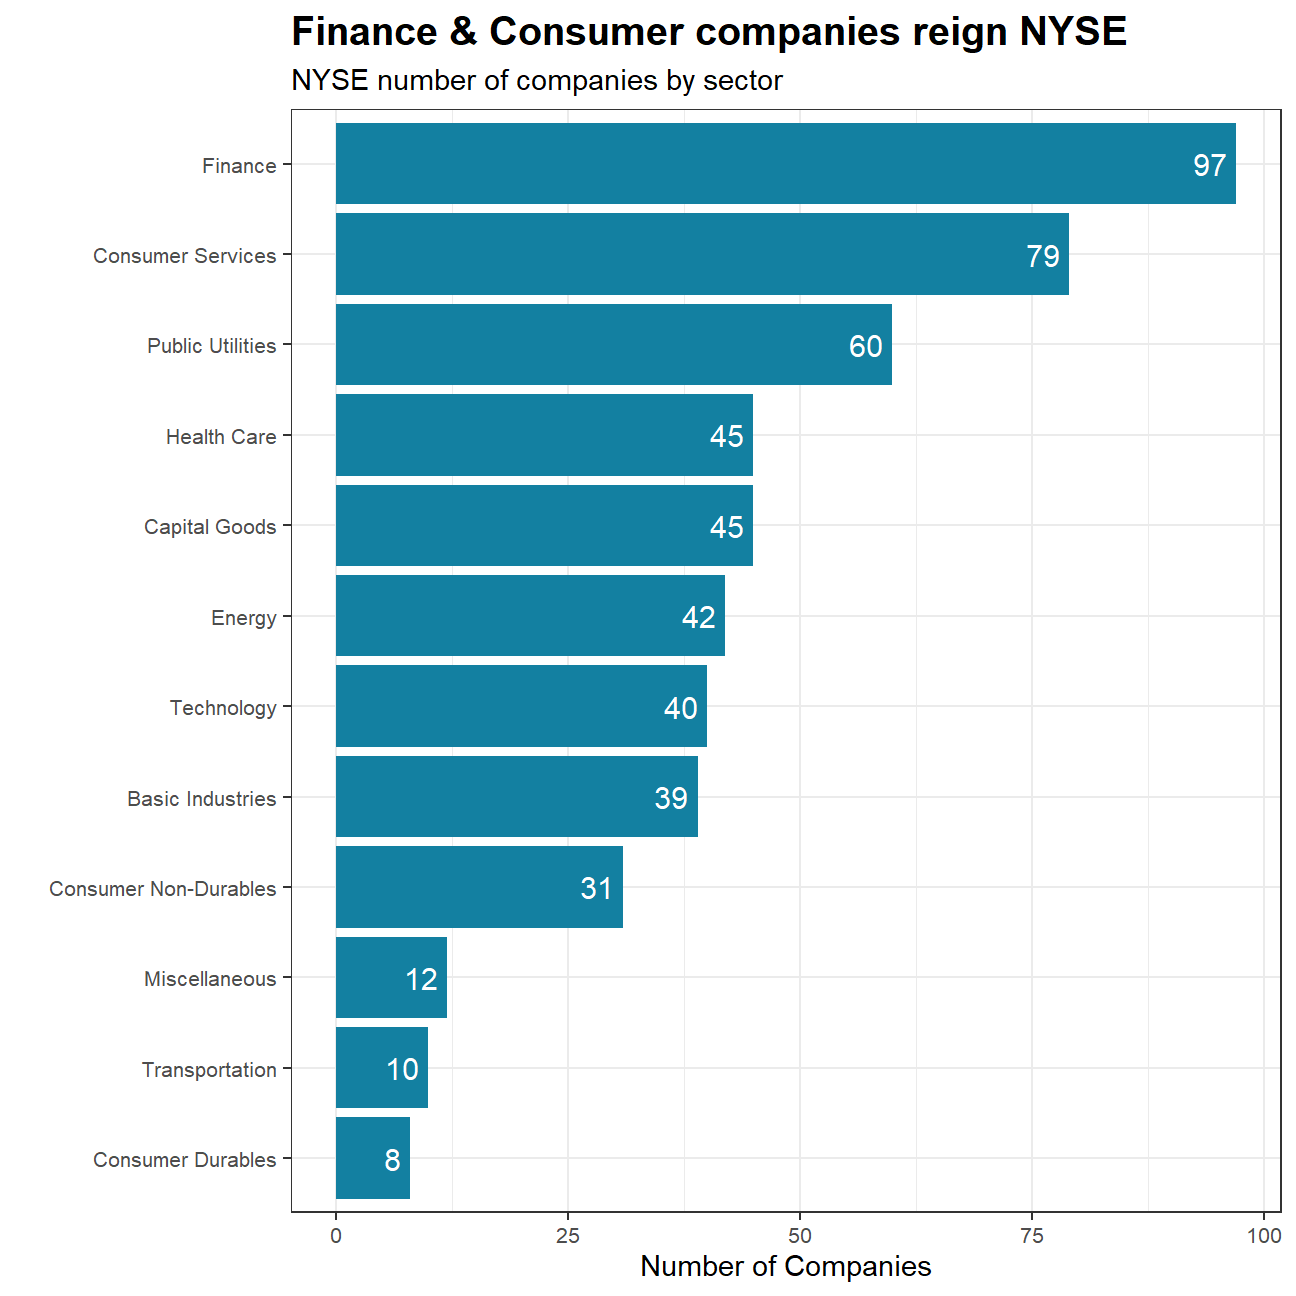 Finance & Consumer companies reign NYSE
NYSE number of companies by sector
Finance 97
Consumer Services 79
Public Utilities 60
Health Care 45
Capital Goods 45
Energy 42
Technology 40
Basic Industries 39
Consumer Non-Durables 31
Miscellaneous 12
Transportation 10
Consumer Durables 8
0 25 50 75 100
Number of Companies